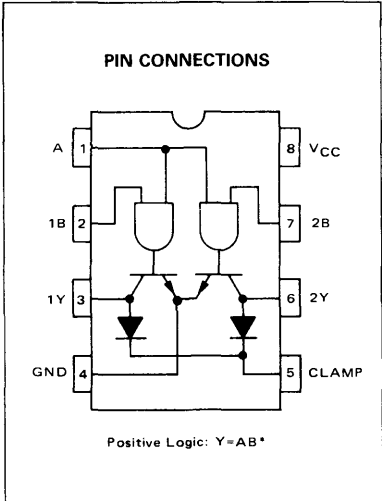 PIN CONNECTIONS
A 1 8 VCC
1B 2 7 2B
1Y 3 6 2Y
GND 4 5 CLAMP
Positive Logic: Y=AB*